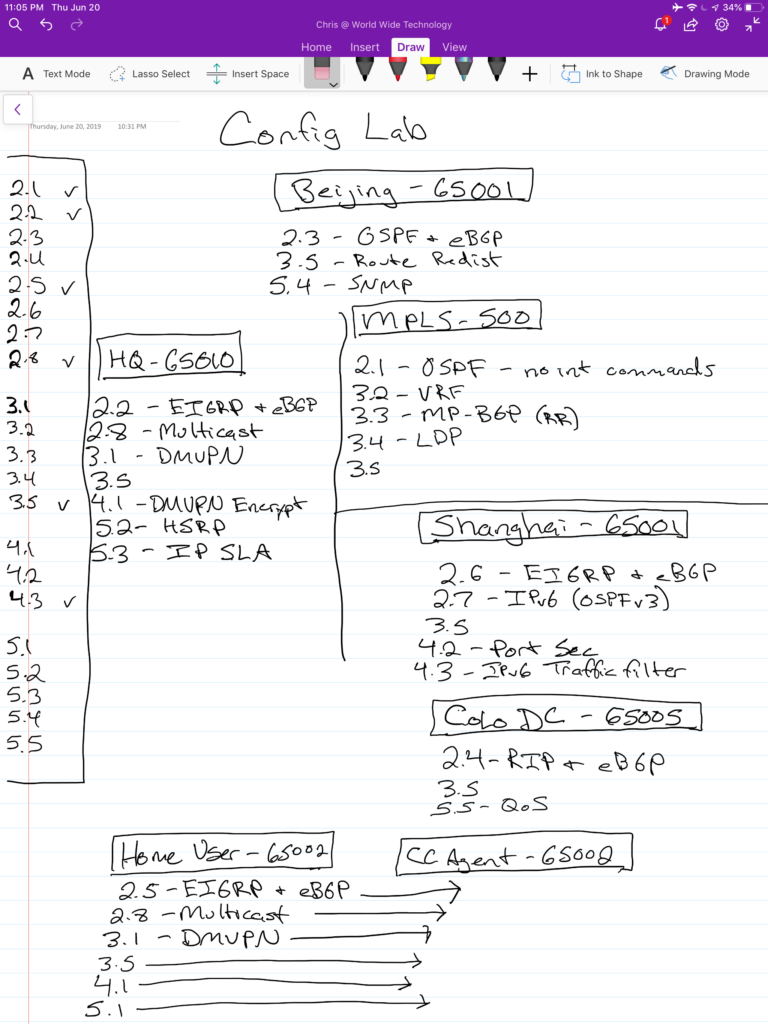 11:05 PM Thu Jun 20
34%
Chris @ World Wide Technology
1
Home Insert Draw View
A Text Mode Lasso Select Insert Space Ink to Shape Drawing Mode
Thursday, June 20, 2019 10:31 PM
Config Lab
2.1 ✓
2.2 ✓
2.3
2.4
2.5 ✓
2.6
2.7
2.8 ✓
3.1
3.2
3.3
3.4
3.5 ✓
4.1
4.2
4.3 ✓
5.1
5.2
5.3
5.4
5.5
Beijing - 65001
2.3 - OSPF + eBGP
3.5 - Route Redist
5.4 - SNMP
HQ - 65010
2.2 - EIGRP + eBGP
2.8 - Multicast
3.1 - DMVPN
3.5
4.1 - DMVPN Encrypt
5.2 - HSRP
5.3 - IP SLA
MPLS - 500
2.1 - OSPF - no int commands
3.2 - VRF
3.3 - MP-BGP (RR)
3.4 - LDP
3.5
Shanghai - 65001
2.6 - EIGRP + eBGP
2.7 - IPv6 (OSPFv3)
3.5
4.2 - Port Sec
4.3 - IPv6 Traffic filter
Colo DC - 65005
2.4 - RIP + eBGP
3.5
5.5 - QoS
Home User - 65002
2.5 - EIGRP + eBGP →
2.8 - Multicast →
3.1 - DMVPN →
3.5 →
4.1 →
5.1 →
CC Agent - 65002